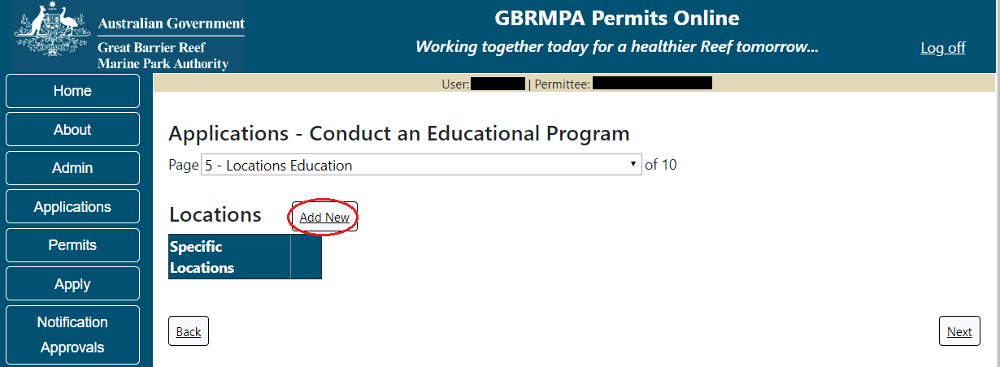 Australian Government
Great Barrier Reef
Marine Park Authority
GBRMPA Permits Online
Working together today for a healthier Reef tomorrow...
Log off
User: | Permittee:
Home
About
Admin
Applications
Permits
Apply
Notification
Approvals
Applications - Conduct an Educational Program
Page 5 - Locations Education of 10
Locations Add New
Specific
Locations
Back Next